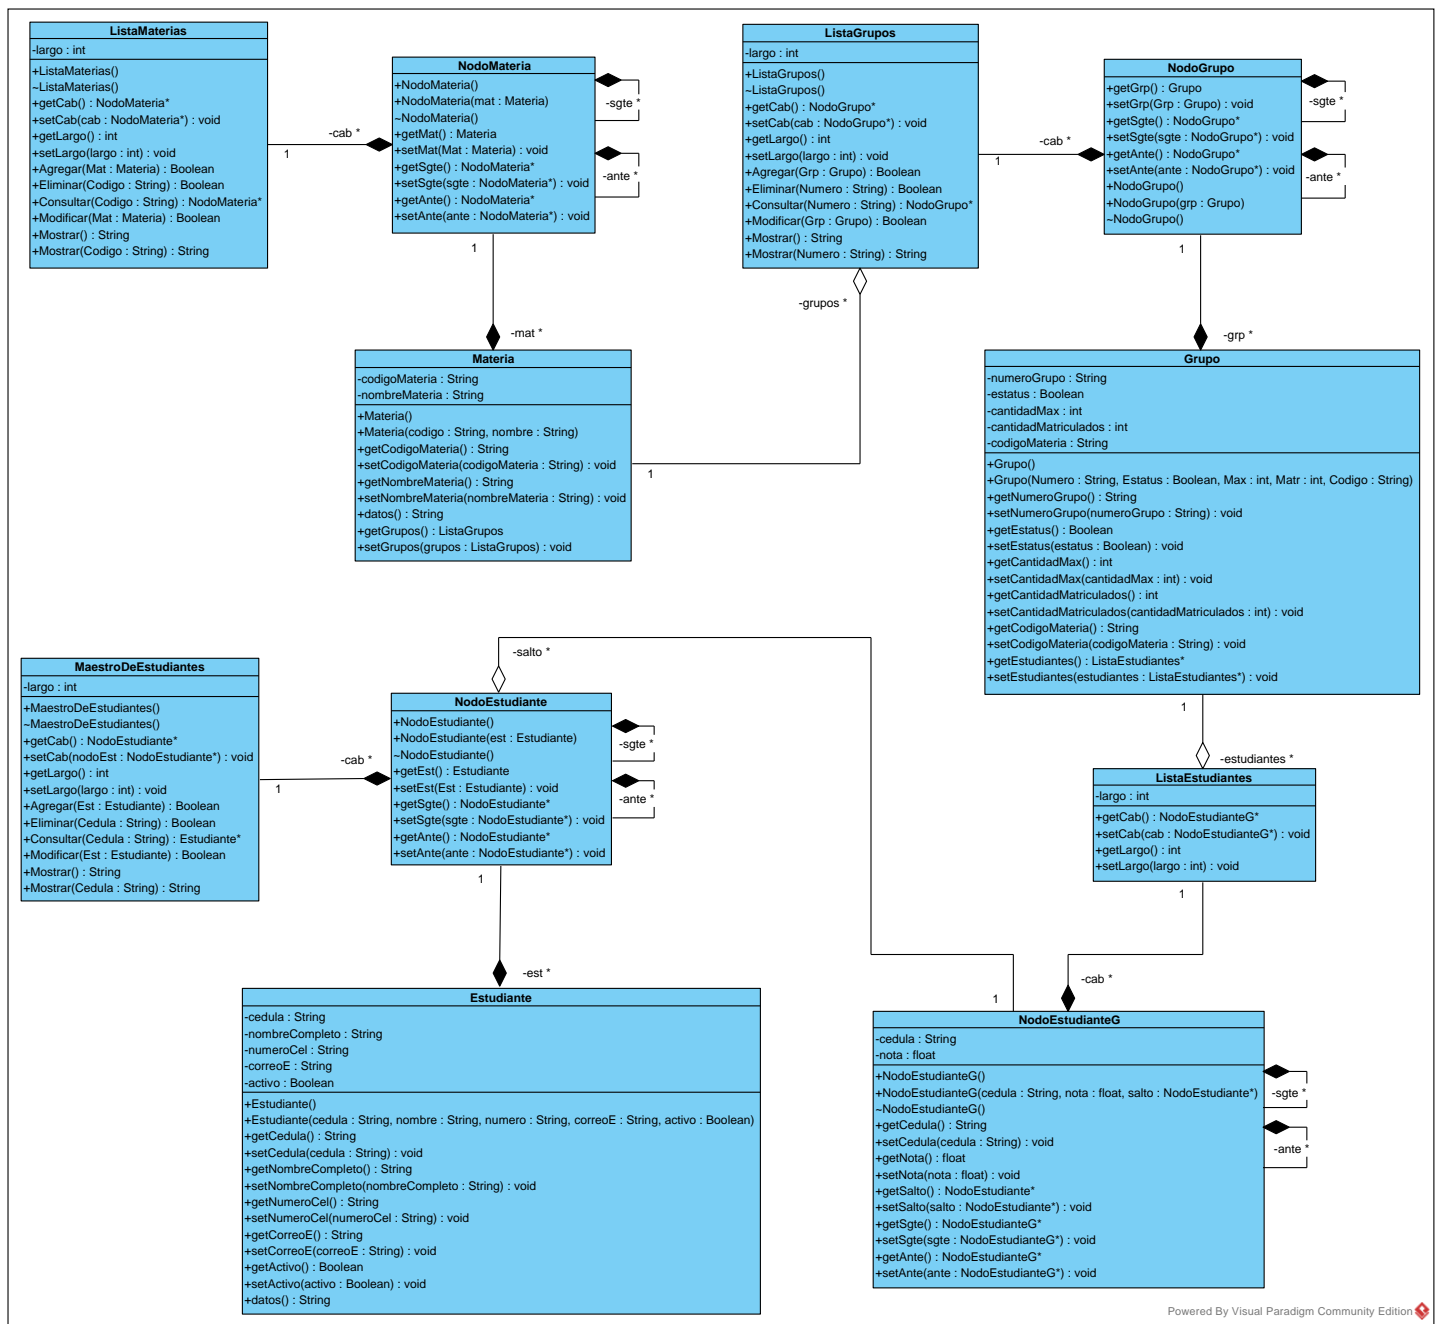 ListaMaterias
-largo : int
+ListaMaterias()
~ListaMaterias()
+getCab() : NodoMateria*
+setCab(cab : NodoMateria*) : void
+getLargo() : int
+setLargo(largo : int) : void
+Agregar(Mat : Materia) : Boolean
+Eliminar(Codigo : String) : Boolean
+Consultar(Codigo : String) : NodoMateria*
+Modificar(Mat : Materia) : Boolean
+Mostrar() : String
+Mostrar(Codigo : String) : String
-cab *
1
NodoMateria
+NodoMateria()
+NodoMateria(mat : Materia)
~NodoMateria()
+getMat() : Materia
+setMat(Mat : Materia) : void
+getSgte() : NodoMateria*
+setSgte(sgte : NodoMateria*) : void
+getAnte() : NodoMateria*
+setAnte(ante : NodoMateria*) : void
-sgte *
-ante *
1
-mat *
ListaGrupos
-largo : int
+ListaGrupos()
~ListaGrupos()
+getCab() : NodoGrupo*
+setCab(cab : NodoGrupo*) : void
+getLargo() : int
+setLargo(largo : int) : void
+Agregar(Grp : Grupo) : Boolean
+Eliminar(Numero : String) : Boolean
+Consultar(Numero : String) : NodoGrupo*
+Modificar(Grp : Grupo) : Boolean
+Mostrar() : String
+Mostrar(Numero : String) : String
-cab *
1
-grupos *
NodoGrupo
+getGrp() : Grupo
+setGrp(Grp : Grupo) : void
+getSgte() : NodoGrupo*
+setSgte(sgte : NodoGrupo*) : void
+getAnte() : NodoGrupo*
+setAnte(ante : NodoGrupo*) : void
+NodoGrupo()
+NodoGrupo(grp : Grupo)
~NodoGrupo()
-sgte *
-ante *
1
-grp *
Materia
-codigoMateria : String
-nombreMateria : String
+Materia()
+Materia(codigo : String, nombre : String)
+getCodigoMateria() : String
+setCodigoMateria(codigoMateria : String) : void
+getNombreMateria() : String
+setNombreMateria(nombreMateria : String) : void
+datos() : String
+getGrupos() : ListaGrupos
+setGrupos(grupos : ListaGrupos) : void
1
Grupo
-numeroGrupo : String
-estatus : Boolean
-cantidadMax : int
-cantidadMatriculados : int
-codigoMateria : String
+Grupo()
+Grupo(Numero : String, Estatus : Boolean, Max : int, Matr : int, Codigo : String)
+getNumeroGrupo() : String
+setNumeroGrupo(numeroGrupo : String) : void
+getEstatus() : Boolean
+setEstatus(estatus : Boolean) : void
+getCantidadMax() : int
+setCantidadMax(cantidadMax : int) : void
+getCantidadMatriculados() : int
+setCantidadMatriculados(cantidadMatriculados : int) : void
+getCodigoMateria() : String
+setCodigoMateria(codigoMateria : String) : void
+getEstudiantes() : ListaEstudiantes*
+setEstudiantes(estudiantes : ListaEstudiantes*) : void
1
-estudiantes *
MaestroDeEstudiantes
-largo : int
+MaestroDeEstudiantes()
~MaestroDeEstudiantes()
+getCab() : NodoEstudiante*
+setCab(nodoEst : NodoEstudiante*) : void
+getLargo() : int
+setLargo(largo : int) : void
+Agregar(Est : Estudiante) : Boolean
+Eliminar(Cedula : String) : Boolean
+Consultar(Cedula : String) : Estudiante*
+Modificar(Est : Estudiante) : Boolean
+Mostrar() : String
+Mostrar(Cedula : String) : String
-cab *
1
-salto *
NodoEstudiante
+NodoEstudiante()
+NodoEstudiante(est : Estudiante)
~NodoEstudiante()
+getEst() : Estudiante
+setEst(Est : Estudiante) : void
+getSgte() : NodoEstudiante*
+setSgte(sgte : NodoEstudiante*) : void
+getAnte() : NodoEstudiante*
+setAnte(ante : NodoEstudiante*) : void
-sgte *
-ante *
1
-est *
ListaEstudiantes
-largo : int
+getCab() : NodoEstudianteG*
+setCab(cab : NodoEstudianteG*) : void
+getLargo() : int
+setLargo(largo : int) : void
1
-cab *
1
Estudiante
-cedula : String
-nombreCompleto : String
-numeroCel : String
-correoE : String
-activo : Boolean
+Estudiante()
+Estudiante(cedula : String, nombre : String, numero : String, correoE : String, activo : Boolean)
+getCedula() : String
+setCedula(cedula : String) : void
+getNombreCompleto() : String
+setNombreCompleto(nombreCompleto : String) : void
+getNumeroCel() : String
+setNumeroCel(numeroCel : String) : void
+getCorreoE() : String
+setCorreoE(correoE : String) : void
+getActivo() : Boolean
+setActivo(activo : Boolean) : void
+datos() : String
NodoEstudianteG
-cedula : String
-nota : float
+NodoEstudianteG()
+NodoEstudianteG(cedula : String, nota : float, salto : NodoEstudiante*)
~NodoEstudianteG()
+getCedula() : String
+setCedula(cedula : String) : void
+getNota() : float
+setNota(nota : float) : void
+getSalto() : NodoEstudiante*
+setSalto(salto : NodoEstudiante*) : void
+getSgte() : NodoEstudianteG*
+setSgte(sgte : NodoEstudianteG*) : void
+getAnte() : NodoEstudianteG*
+setAnte(ante : NodoEstudianteG*) : void
-sgte *
-ante *
Powered By Visual Paradigm Community Edition